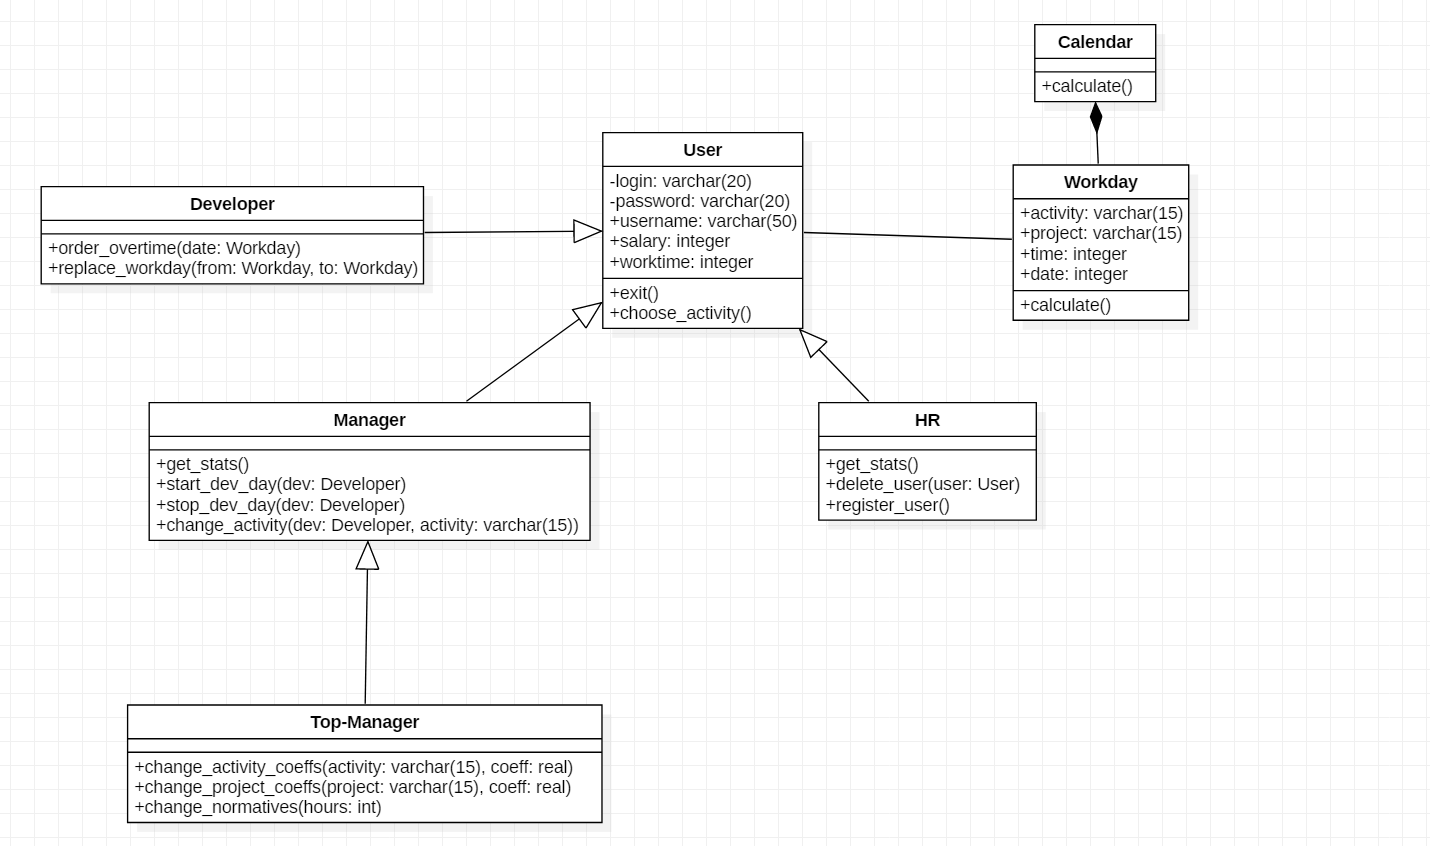 Calendar
+calculate()
User
-login: varchar(20)
-password: varchar(20)
+username: varchar(50)
+salary: integer
+worktime: integer
+exit()
+choose_activity()
Workday
+activity: varchar(15)
+project: varchar(15)
+time: integer
+date: integer
+calculate()
Developer
+order_overtime(date: Workday)
+replace_workday(from: Workday, to: Workday)
Manager
+get_stats()
+start_dev_day(dev: Developer)
+stop_dev_day(dev: Developer)
+change_activity(dev: Developer, activity: varchar(15))
HR
+get_stats()
+delete_user(user: User)
+register_user()
Top-Manager
+change_activity_coeffs(activity: varchar(15), coeff: real)
+change_project_coeffs(project: varchar(15), coeff: real)
+change_normatives(hours: int)